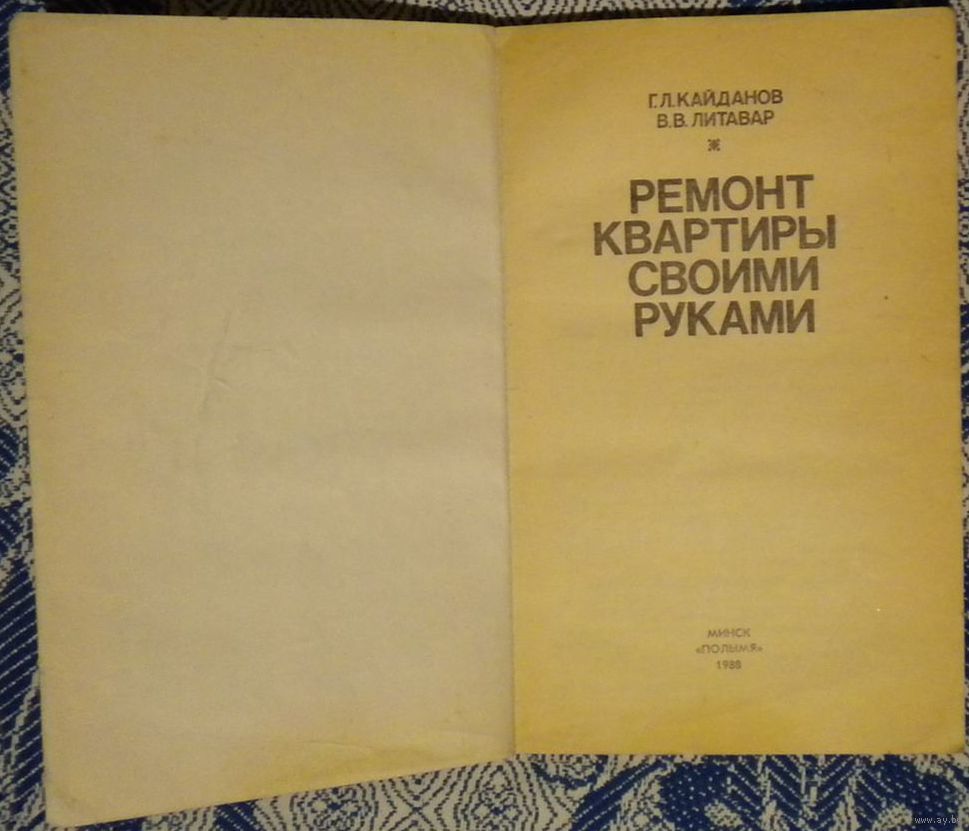 Г.Л.КАЙДАНОВ
В.В. ЛИТАВАР
РЕМОНТ
КВАРТИРЫ
СВОИМИ
РУКАМИ
МИНСК
«ПОЛЫМЯ»
1988